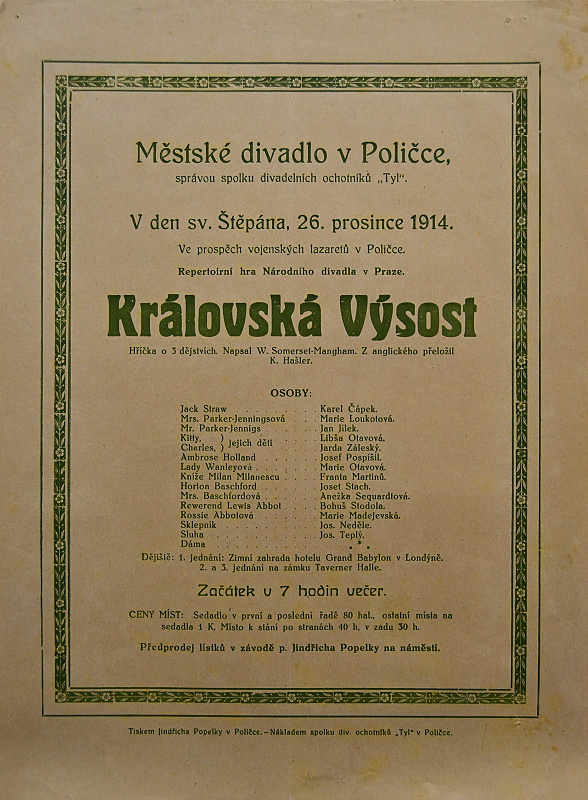 Městské divadlo v Poličce,
správou spolku divadelních ochotníků „Tyl“.
V den sv. Štěpána, 26. prosince 1914.
Ve prospěch vojenských lazaretů v Poličce.
Repertoirní hra Národního divadla v Praze.
Královská Výsost
Hříčka o 3 dějstvích. Napsal W. Somerset-Mangham. Z anglického přeložil
K. Hašler.
OSOBY:
Jack Straw . . . . . . . . Karel Čápek.
Mrs. Parker-Jenningsová . . . Marie Loukotová.
Mr. Parker-Jennigs . . . . . Jan Jílek.
Kitty, ) jejich děti . . . . Libša Otavová.
Charles, ) . . . . Jarda Záleský.
Ambrose Holland . . . . . Josef Pospíšil.
Lady Wanleyová . . . . . . Marie Otavová.
Kníže Milan Milanescu . . . . Franta Martinů.
Horton Baschford . . . . . Josef Stach.
Mrs. Baschfordová . . . . . Anežka Sequardtová.
Rewerend Lewis Abbot . . . . Bohuš Stodola.
Rossie Abbotová . . . . . . Marie Madejevská.
Sklepník . . . . . . . . . Jos. Neděle.
Sluha . . . . . . . . . . Jos. Teplý.
Dáma . . . . . . . . . . * * *
Dějiště: 1. jednání: Zimní zahrada hotelu Grand Babylon v Londýně.
2. a 3. jednání na zámku Taverner Halle.
Začátek v 7 hodin večer.
CENY MÍST: Sedadlo v první a poslední řadě 80 hal., ostatní místa na
sedadla 1 K. Místo k stání po stranách 40 h, v zadu 30 h.
Předprodej lístků v závodě p. Jindřicha Popelky na náměstí.
Tiskem Jindřicha Popelky v Poličce. — Nákladem spolku div. ochotníků „Tyl“ v Poličce.